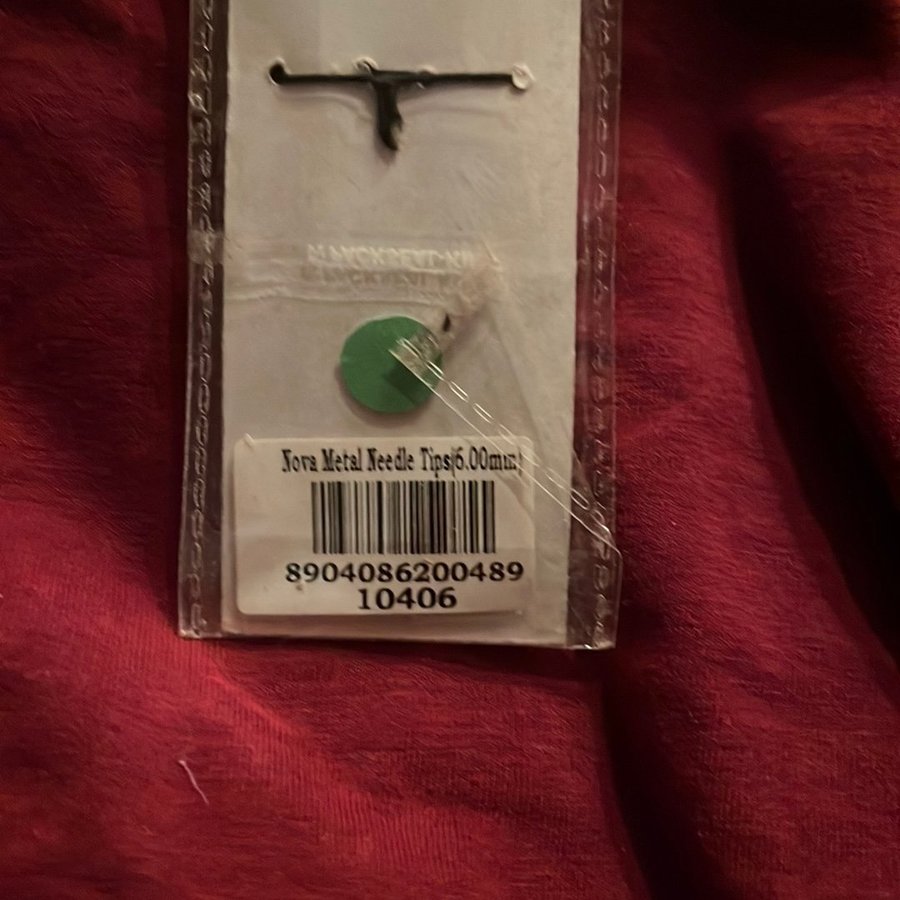 Nova Metal Needle Tips(6.00mm)
8904086200489
10406